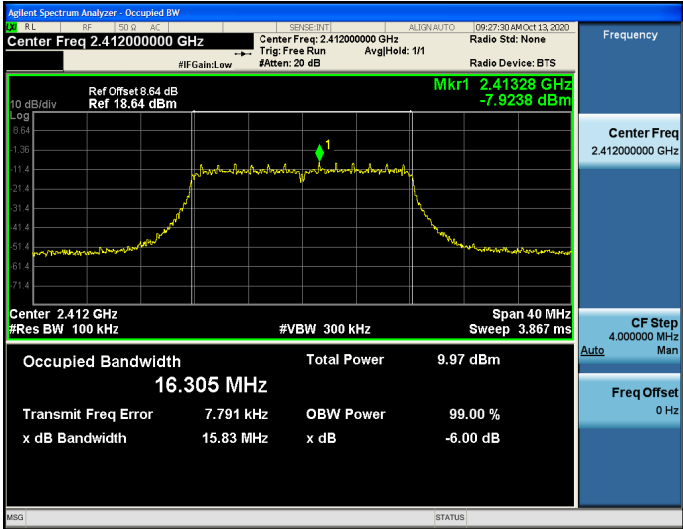 Agilent Spectrum Analyzer - Occupied BW
RL RF 50 Ω AC SENSE:INT ALIGN AUTO 09:27:30 AM Oct 13, 2020
Center Freq 2.412000000 GHz
Center Freq: 2.412000000 GHz
Radio Std: None
Trig: Free Run Avg|Hold: 1/1
#IFGain:Low #Atten: 20 dB Radio Device: BTS
Frequency
Ref Offset 8.64 dB
10 dB/div Ref 18.64 dBm
Mkr1 2.41328 GHz
-7.9238 dBm
Log
8.64
-1.36
-11.4
-21.4
-31.4
-41.4
-51.4
-61.4
-71.4
1
Center 2.412 GHz Span 40 MHz
#Res BW 100 kHz #VBW 300 kHz Sweep 3.867 ms
Occupied Bandwidth Total Power 9.97 dBm
16.305 MHz
Transmit Freq Error 7.791 kHz OBW Power 99.00 %
x dB Bandwidth 15.83 MHz x dB -6.00 dB
Center Freq
2.412000000 GHz
CF Step
4.000000 MHz
Auto Man
Freq Offset
0 Hz
MSG STATUS